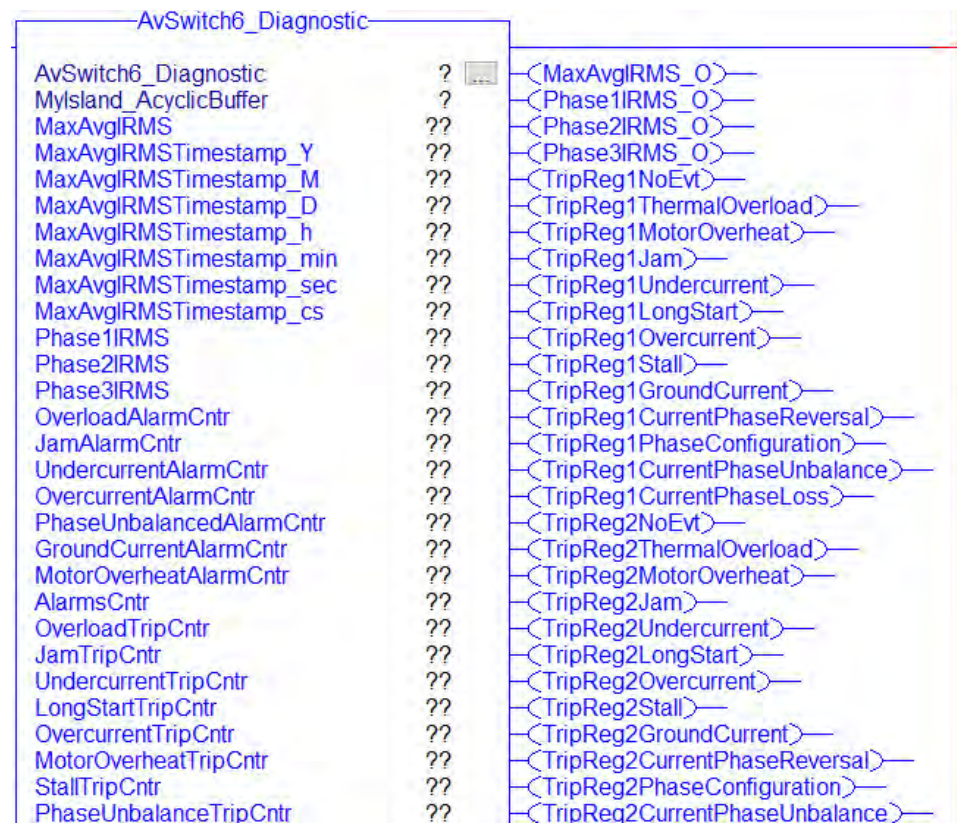 AvSwitch6_Diagnostic
AvSwitch6_Diagnostic ? ... MaxAvgIRMS_O
MyIsland_AcyclicBuffer ? Phase1IRMS_O
MaxAvgIRMS ?? Phase2IRMS_O
MaxAvgIRMSTimestamp_Y ?? Phase3IRMS_O
MaxAvgIRMSTimestamp_M ?? TripReg1NoEvt
MaxAvgIRMSTimestamp_D ?? TripReg1ThermalOverload
MaxAvgIRMSTimestamp_h ?? TripReg1MotorOverheat
MaxAvgIRMSTimestamp_min ?? TripReg1Jam
MaxAvgIRMSTimestamp_sec ?? TripReg1Undercurrent
MaxAvgIRMSTimestamp_cs ?? TripReg1LongStart
Phase1IRMS ?? TripReg1Overcurrent
Phase2IRMS ?? TripReg1Stall
Phase3IRMS ?? TripReg1GroundCurrent
OverloadAlarmCntr ?? TripReg1CurrentPhaseReversal
JamAlarmCntr ?? TripReg1PhaseConfiguration
UndercurrentAlarmCntr ?? TripReg1CurrentPhaseUnbalance
OvercurrentAlarmCntr ?? TripReg1CurrentPhaseLoss
PhaseUnbalancedAlarmCntr ?? TripReg2NoEvt
GroundCurrentAlarmCntr ?? TripReg2ThermalOverload
MotorOverheatAlarmCntr ?? TripReg2MotorOverheat
AlarmsCntr ?? TripReg2Jam
OverloadTripCntr ?? TripReg2Undercurrent
JamTripCntr ?? TripReg2LongStart
UndercurrentTripCntr ?? TripReg2Overcurrent
LongStartTripCntr ?? TripReg2Stall
OvercurrentTripCntr ?? TripReg2GroundCurrent
MotorOverheatTripCntr ?? TripReg2CurrentPhaseReversal
StallTripCntr ?? TripReg2PhaseConfiguration
PhaseUnbalanceTripCntr ?? TripReg2CurrentPhaseUnbalance